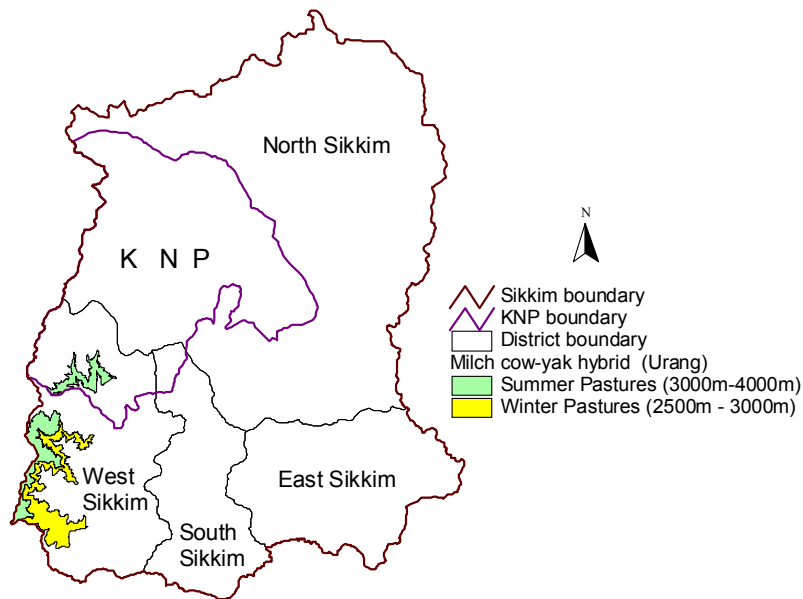 North Sikkim
K N P
N
Sikkim boundary
KNP boundary
District boundary
Milch cow-yak hybrid (Urang)
Summer Pastures (3000m-4000m)
Winter Pastures (2500m - 3000m)
West
Sikkim
East Sikkim
South
Sikkim